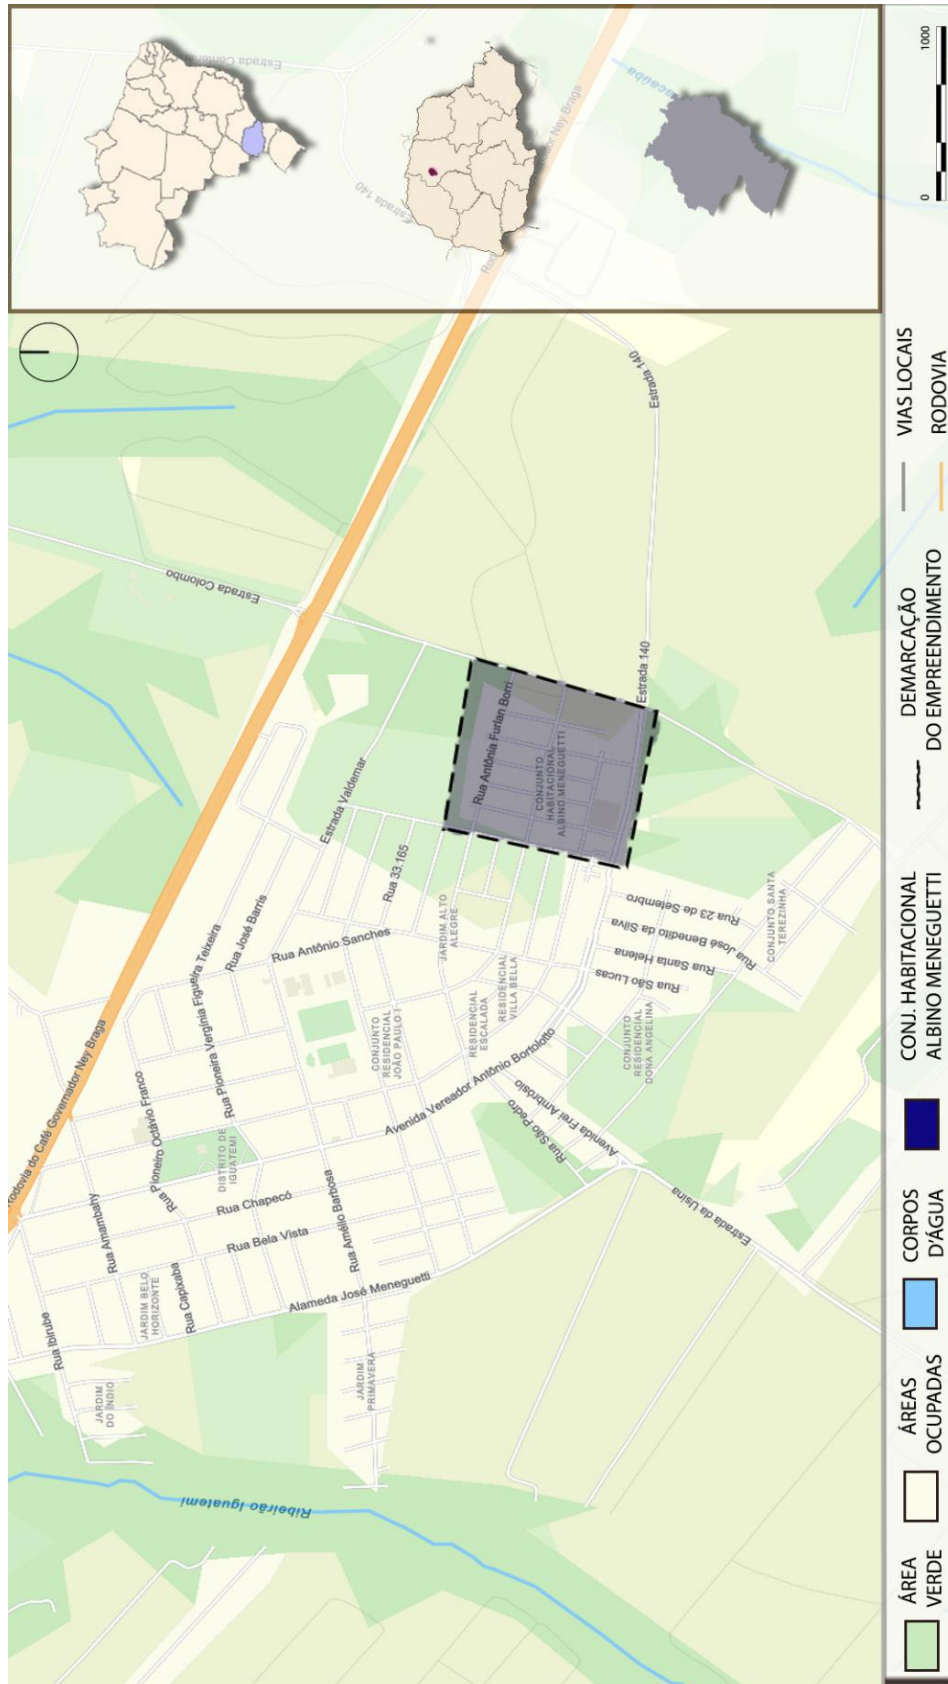 Rodovia do Café Governador Ney Braga
Rua Ibirube
Rua Amambahy
JARDIM
DO ÍNDIO
JARDIM BELO
HORIZONTE
Rua Capixaba
Rua Pioneiro Octávio Franco
Rua Pioneira Virgínia Figueira Teixeira
DISTRITO DE
IGUATEMI
Rua José Barris
Rua Chapecó
Rua Bela Vista
Rua Antônio Sanches
Estrada Valdemar
Estrada Colombo
Rua Amélio Barbosa
Alameda José Meneguetti
JARDIM
PRIMAVERA
Ribeirão Iguatemi
CONJUNTO
RESIDENCIAL
JOÃO PAULO I
Rua 33.165
JARDIM ALTO
ALEGRE
RESIDENCIAL
ESCALADA
RESIDENCIAL
VILLA BELLA
Avenida Vereador Antônio Bortolotto
Rua São Pedro
Avenida Frei Ambrósio
Estrada da Usina
CONJUNTO
RESIDENCIAL
DONA ANGELINA
Rua São Lucas
Rua Santa Helena
Rua José Benedito da Silva
Rua 23 de Setembro
CONJUNTO SANTA
TEREZINHA
Rua Antônia Furlan Borri
CONJUNTO
HABITACIONAL
ALBINO MENEGUETTI
Estrada 140
Estrada 140
Estrada 140
Ney Braga
ÁREA
VERDE
ÁREAS
OCUPADAS
CORPOS
D'ÁGUA
CONJ. HABITACIONAL
ALBINO MENEGUETTI
DEMARCAÇÃO
DO EMPREENDIMENTO
VIAS LOCAIS
RODOVIA
0
1000